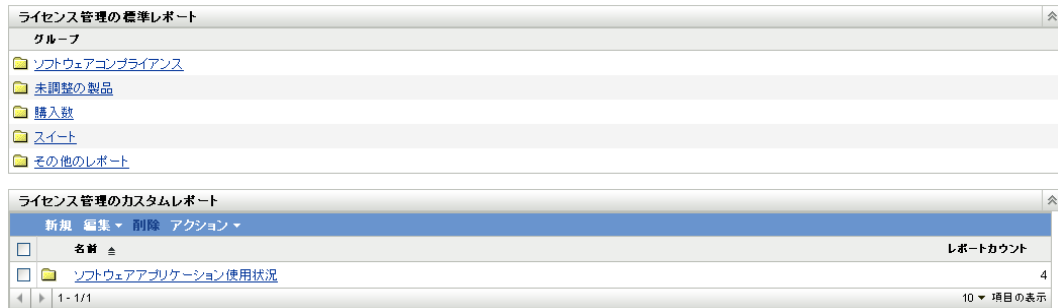 ライセンス管理の標準レポート
グループ
ソフトウェアコンプライアンス
未調整の製品
購入数
スイート
その他のレポート
ライセンス管理のカスタムレポート
新規 編集 削除 アクション
名前 レポートカウント
ソフトウェアアプリケーション使用状況 4
1 - 1/1 10 項目の表示